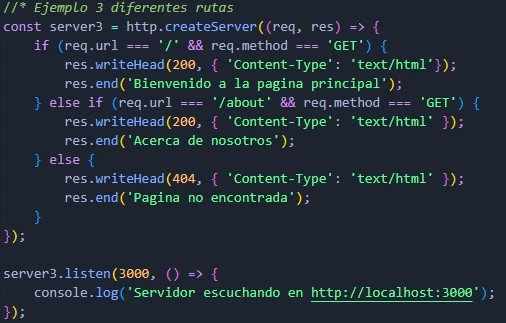 //* Ejemplo 3 diferentes rutas
const server3 = http.createServer((req, res) => {
    if (req.url === '/' && req.method === 'GET') {
        res.writeHead(200, { 'Content-Type': 'text/html'});
        res.end('Bienvenido a la pagina principal');
    } else if (req.url === '/about' && req.method === 'GET') {
        res.writeHead(200, { 'Content-Type': 'text/html' });
        res.end('Acerca de nosotros');
    } else {
        res.writeHead(404, { 'Content-Type': 'text/html' });
        res.end('Pagina no encontrada');
    }
});

server3.listen(3000, () => {
    console.log('Servidor escuchando en http://localhost:3000');
});